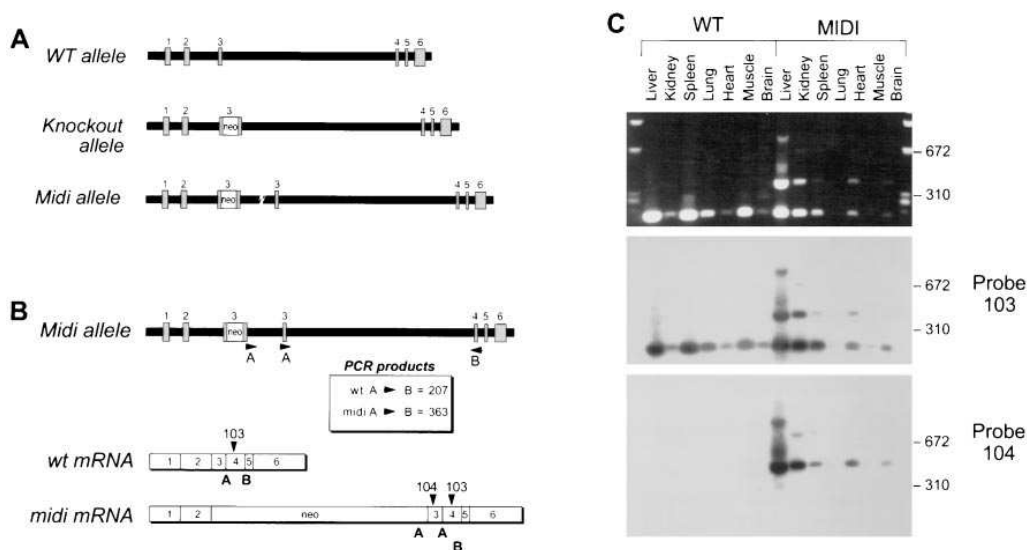 A
WT allele
1 2 3 4 5 6
Knockout allele
1 2 3 4 5 6
neo
Midi allele
1 2 3 3 4 5 6
neo
B
Midi allele
1 2 3 3 4 5 6
neo
A A B
PCR products
wt A ► B = 207
midi A ► B = 363
103
wt mRNA
1 2 3 4 5 6
A B
104 103
midi mRNA
1 2 neo 3 4 5 6
A A
B
C
WT MIDI
Liver Kidney Spleen Lung Heart Muscle Brain Liver Kidney Spleen Lung Heart Muscle Brain
- 672
- 310
- 672
- 310
Probe 103
- 672
- 310
Probe 104